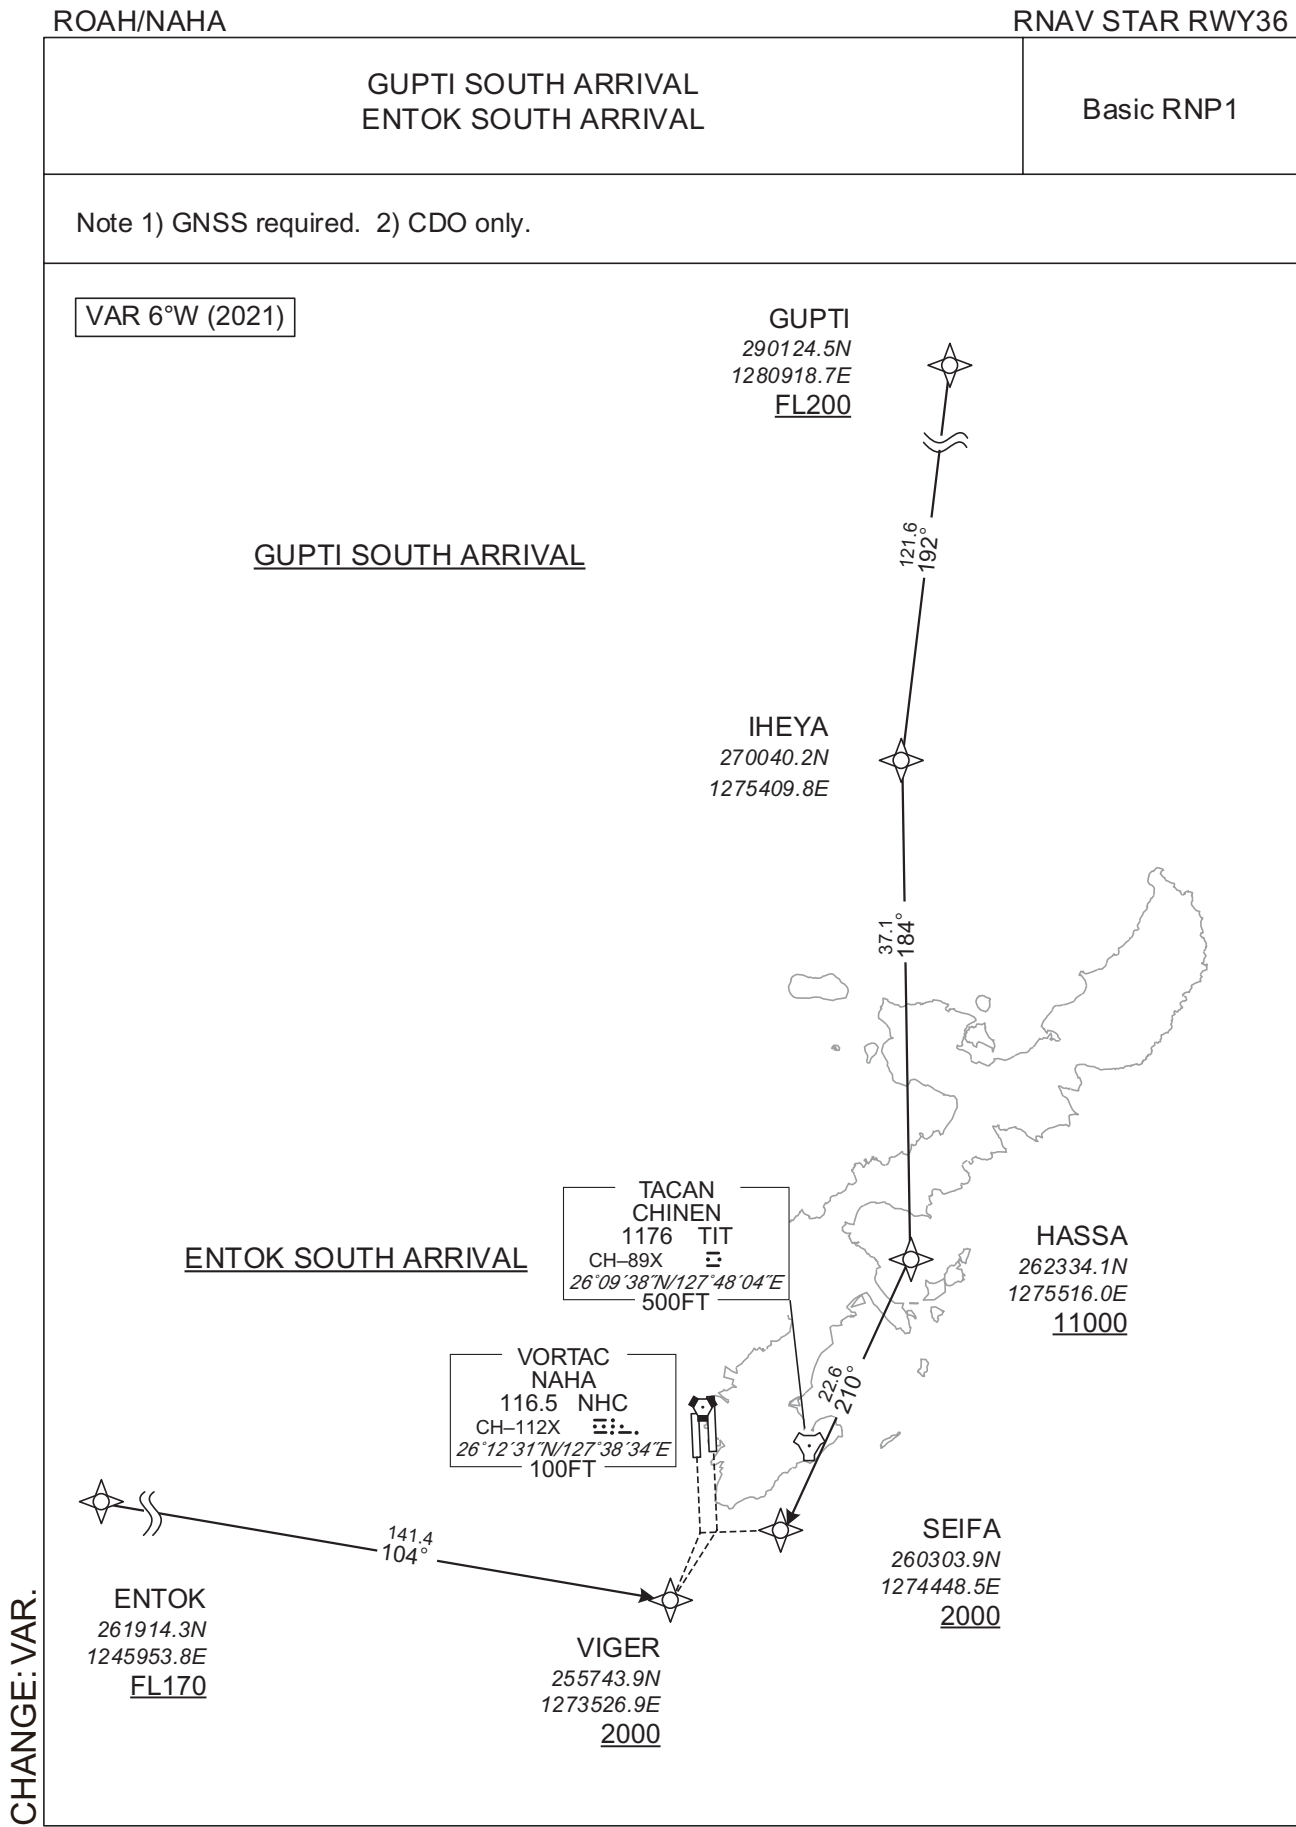 ROAH/NAHA
RNAV STAR RWY36
GUPTI SOUTH ARRIVAL
ENTOK SOUTH ARRIVAL
Basic RNP1
Note 1) GNSS required.  2) CDO only.
VAR 6°W (2021)
GUPTI
290124.5N
1280918.7E
FL200
121.6
192°
GUPTI SOUTH ARRIVAL
IHEYA
270040.2N
1275409.8E
37.1
184°
TACAN
CHINEN
1176 TIT
CH–89X
26°09′38″N/127°48′04″E
500FT
ENTOK SOUTH ARRIVAL
HASSA
262334.1N
1275516.0E
11000
22.6
210°
VORTAC
NAHA
116.5 NHC
CH–112X
26°12′31″N/127°38′34″E
100FT
141.4
104°
SEIFA
260303.9N
1274448.5E
2000
ENTOK
261914.3N
1245953.8E
FL170
VIGER
255743.9N
1273526.9E
2000
CHANGE: VAR.